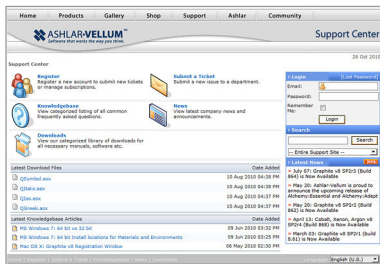 Home Products Gallery Shop Support Ashlar Community
ASHLAR-VELLUM™
Software that works the way you think.
Support Center
28 Oct 2010
Support Center
Register
Register a new account to submit new tickets or manage subscriptions.
Submit a Ticket
Submit a new issue to a department.
Knowledgebase
View categorized listing of all common frequently asked questions.
News
View latest company news and announcements.
Downloads
View our categorized library of downloads for all necessary manuals, software etc.
Login [Lost Password]
Email:
Password:
Remember Me:
Login
Search
Search
-- Entire Support Site --
Latest News
» July 07: Graphite v8 SP2r3 (Build 864) is Now Available
» May 20: Ashlar-Vellum is proud to announce the upcoming release of Alchemy:Essential and Alchemy:Adept
» May 20: Graphite v8 SP2r2 (Build 862) is Now Available
» April 13: Cobalt, Xenon, Argon v8 SP2r4 (Build 868) is Now Available
» March 03: Graphite v8 SP2r1 (Build 8.61) is Now Available
Latest Download Files Date Added
QSymbol.asx 10 Aug 2010 04:38 PM
QItalic.asx 10 Aug 2010 04:38 PM
QIso.asx 10 Aug 2010 04:37 PM
QGreek.asx 10 Aug 2010 04:37 PM
Latest Knowledgebase Articles Date Added
MS Windows 7: 64 bit vs 32 bit 09 Jun 2010 03:32 PM
MS Windows 7: 64 bit Install locations for Materials and Environments 09 Jun 2010 03:25 PM
Mac OS X: Graphite v8 Registration Window 06 May 2010 02:30 PM
Home | Register | Submit a Ticket | Knowledgebase | News | Downloads
Language: English (U.S.)